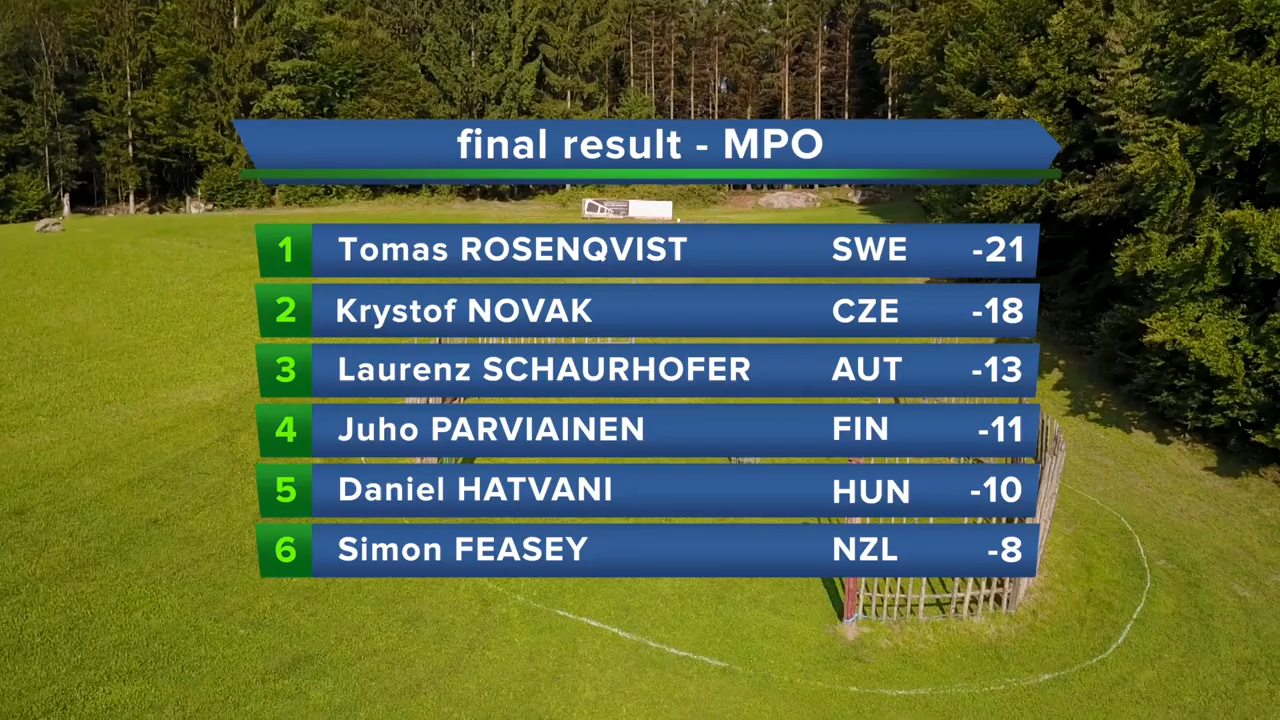 final result - MPO
1 Tomas ROSENQVIST SWE -21
2 Krystof NOVAK CZE -18
3 Laurenz SCHAURHOFER AUT -13
4 Juho PARVIAINEN FIN -11
5 Daniel HATVANI HUN -10
6 Simon FEASEY NZL -8